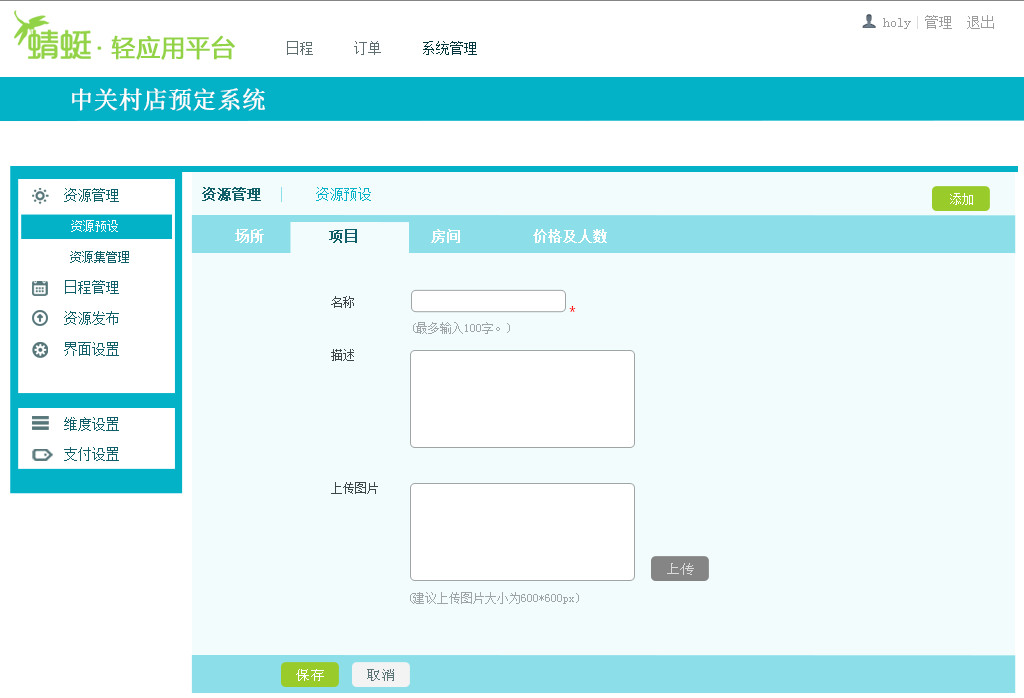 蜻蜓·轻应用平台
日程 订单 系统管理
holy 管理 退出
中关村店预定系统
资源管理
资源预设
资源集管理
日程管理
资源发布
界面设置
维度设置
支付设置
资源管理 资源预设 添加
场所 项目 房间 价格及人数
名称 *
(最多输入100字。)
描述
上传图片
上传
(建议上传图片大小为600*600px)
保存 取消